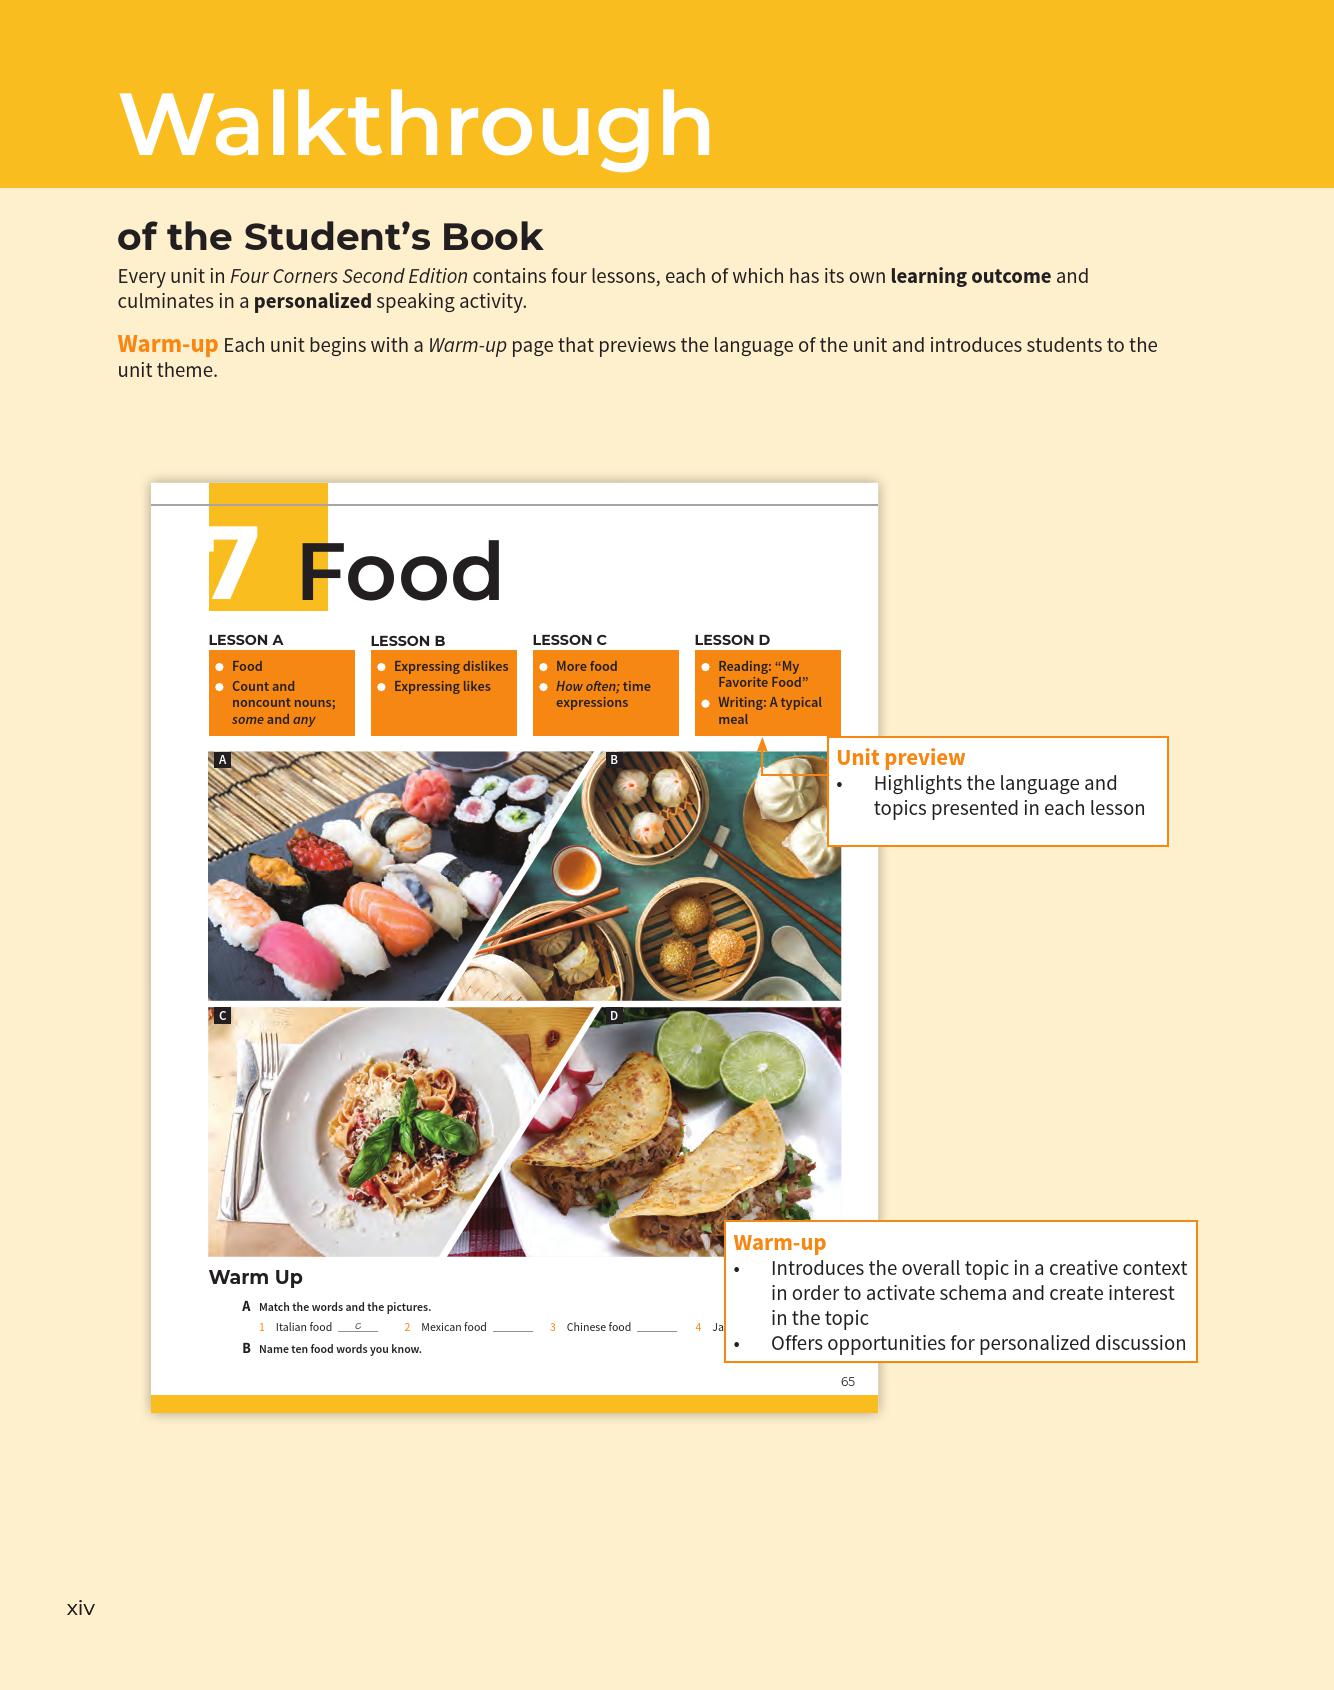 Walkthrough
of the Student’s Book
Every unit in Four Corners Second Edition contains four lessons, each of which has its own learning outcome and
culminates in a personalized speaking activity.
Warm-up Each unit begins with a Warm-up page that previews the language of the unit and introduces students to the
unit theme.
7 Food
LESSON A
Food
Count and
noncount nouns;
some and any
LESSON B
Expressing dislikes
Expressing likes
LESSON C
More food
How often; time
expressions
LESSON D
Reading: “My
Favorite Food”
Writing: A typical
meal
Unit preview
• Highlights the language and
topics presented in each lesson
A
B
C
D
Warm Up
A Match the words and the pictures.
1 Italian food c 2 Mexican food ______ 3 Chinese food ______ 4 Ja
B Name ten food words you know.
Warm-up
• Introduces the overall topic in a creative context
in order to activate schema and create interest
in the topic
• Offers opportunities for personalized discussion
65
xiv